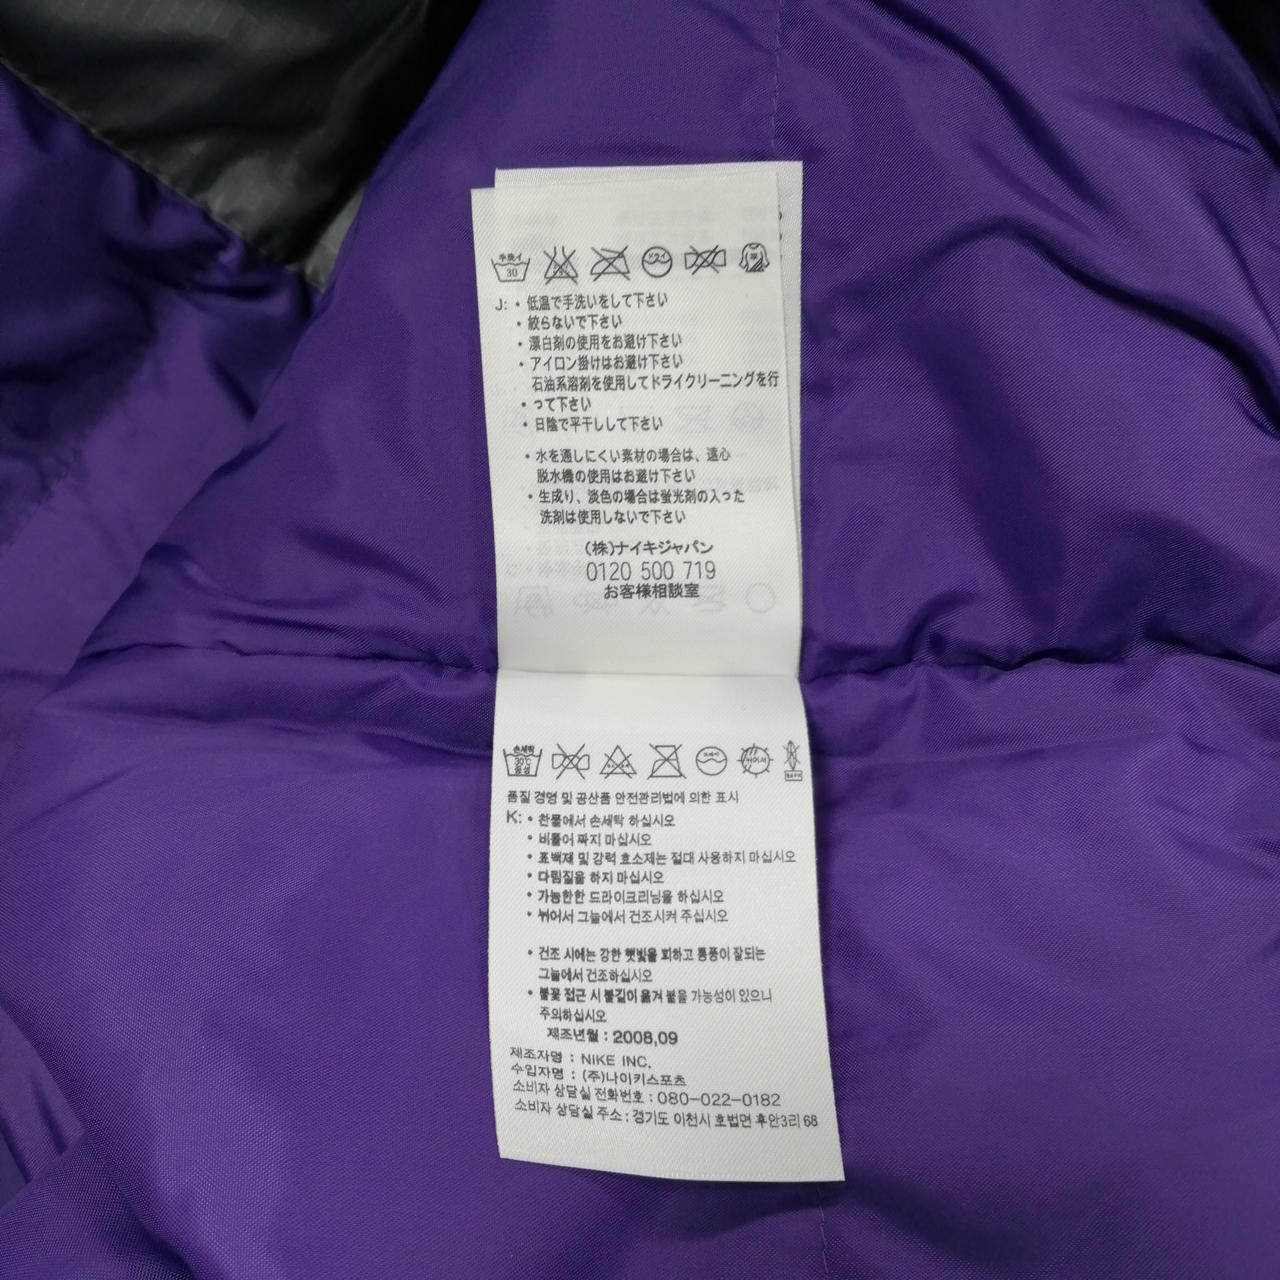 手洗イ
30
ドライ
平
J: • 低温で手洗いをして下さい
• 絞らないで下さい
• 漂白剤の使用をお避け下さい
• アイロン掛けはお避け下さい
石油系溶剤を使用してドライクリーニングを行
• って下さい
• 日陰で平干しして下さい
• 水を通しにくい素材の場合は、遠心
脱水機の使用はお避け下さい
• 生成り、淡色の場合は蛍光剤の入った
洗剤は使用しないで下さい
(株)ナイキジャパン
0120 500 719
お客様相談室
손세탁
30℃
중성
품질 경영 및 공산품 안전관리법에 의한 표시
K: • 찬물에서 손세탁 하십시오
• 비틀어 짜지 마십시오
• 표백제 및 강력 효소제는 절대 사용하지 마십시오
• 다림질을 하지 마십시오
• 가능한한 드라이크리닝을 하십시오
• 뉘어서 그늘에서 건조시켜 주십시오
• 건조 시에는 강한 햇빛을 피하고 통풍이 잘되는
그늘에서 건조하십시오
• 불꽃 접근 시 불길이 옮겨 붙을 가능성이 있으니
주의하십시오
제조년월 : 2008,09
제조자명 : NIKE INC,
수입자명 : (주)나이키스포츠
소비자 상담실 전화번호 : 080-022-0182
소비자 상담실 주소 : 경기도 이천시 호법면 후안3리 68